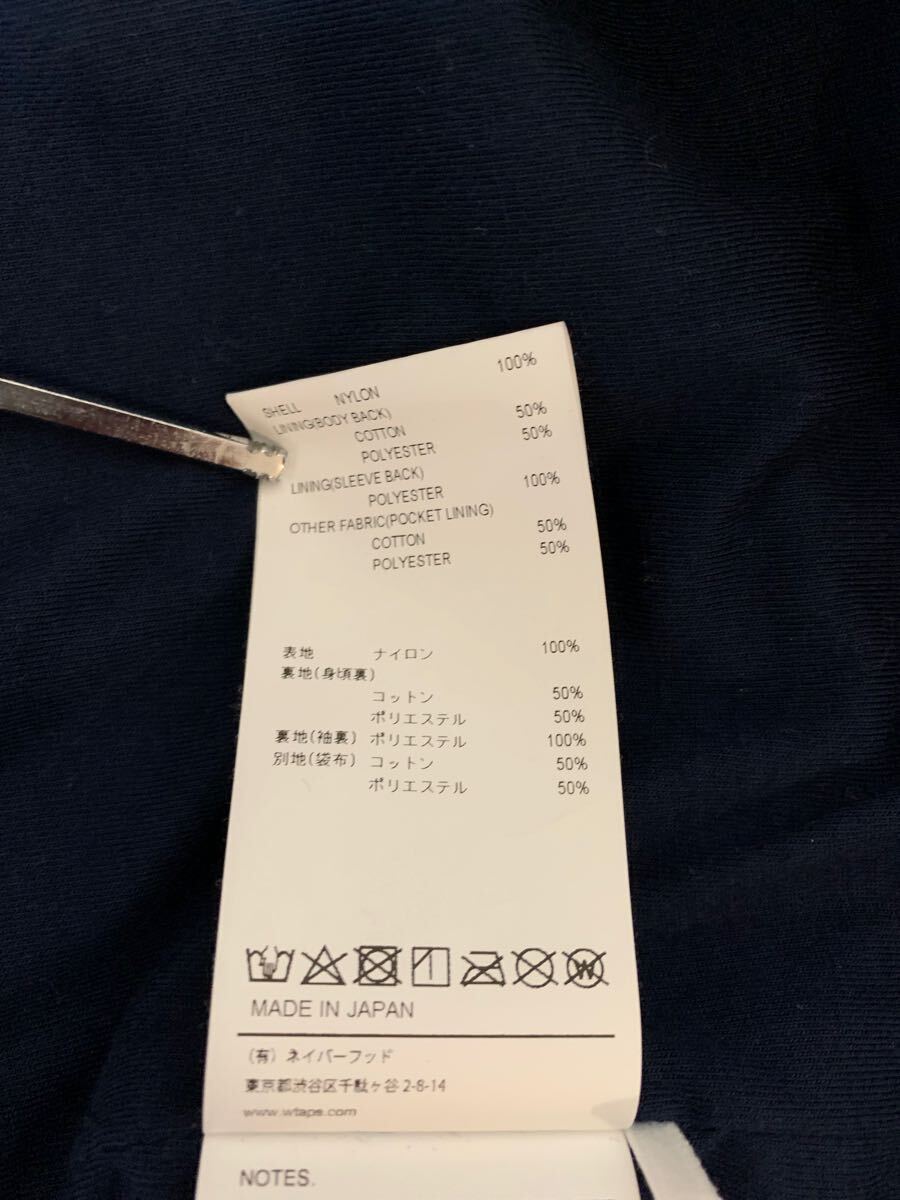 SHELL NYLON 100%
LINING(BODY BACK)
COTTON 50%
POLYESTER 50%
LINING(SLEEVE BACK)
POLYESTER 100%
OTHER FABRIC(POCKET LINING)
COTTON 50%
POLYESTER 50%
表地 ナイロン 100%
裏地(身頃裏)
コットン 50%
ポリエステル 50%
裏地(袖裏) ポリエステル 100%
別地(袋布) コットン 50%
ポリエステル 50%
W
MADE IN JAPAN
(有)ネイバーフッド
東京都渋谷区千駄ヶ谷2-8-14
www.wtaps.com
NOTES.